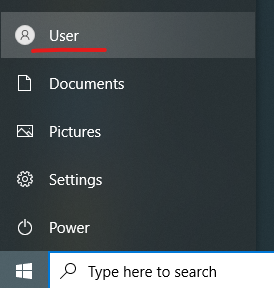 User
Documents
Pictures
Settings
Power
Type here to search